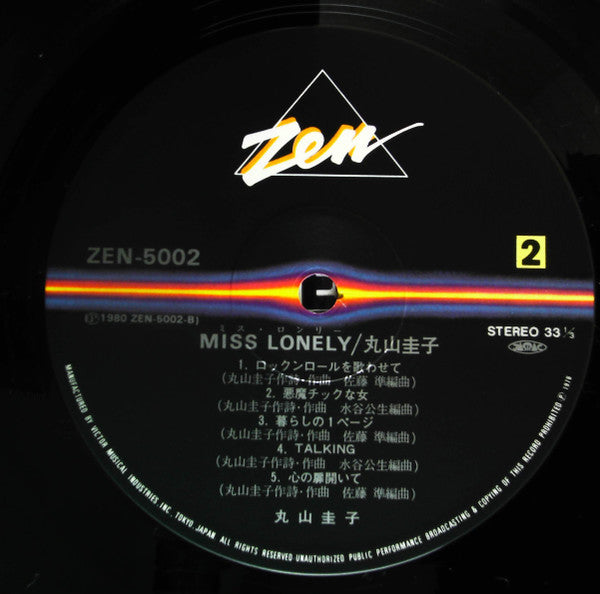 Zen
ZEN-5002
2
(Ⓟ1980 ZEN-5002-B)
STEREO 33 1/3
JASRAC
ミス・ロンリー
MISS LONELY/丸山圭子
1. ロックンロールを歌わせて
(丸山圭子作詩・作曲 佐藤 準編曲)
2. 悪魔チックな女
(丸山圭子作詩・作曲 水谷公生編曲)
3. 暮らしの1ページ
(丸山圭子作詩・作曲 佐藤 準編曲)
4. TALKING
(丸山圭子作詩・作曲 水谷公生編曲)
5. 心の扉開いて
(丸山圭子作詩・作曲 佐藤 準編曲)
丸山圭子
MANUFACTURED BY VICTOR MUSICAL INDUSTRIES, INC. TOKYO, JAPAN ALL RIGHTS RESERVED UNAUTHORIZED PUBLIC PERFORMANCE BROADCASTING & COPYING OF THIS RECORD PROHIBITED Ⓟ